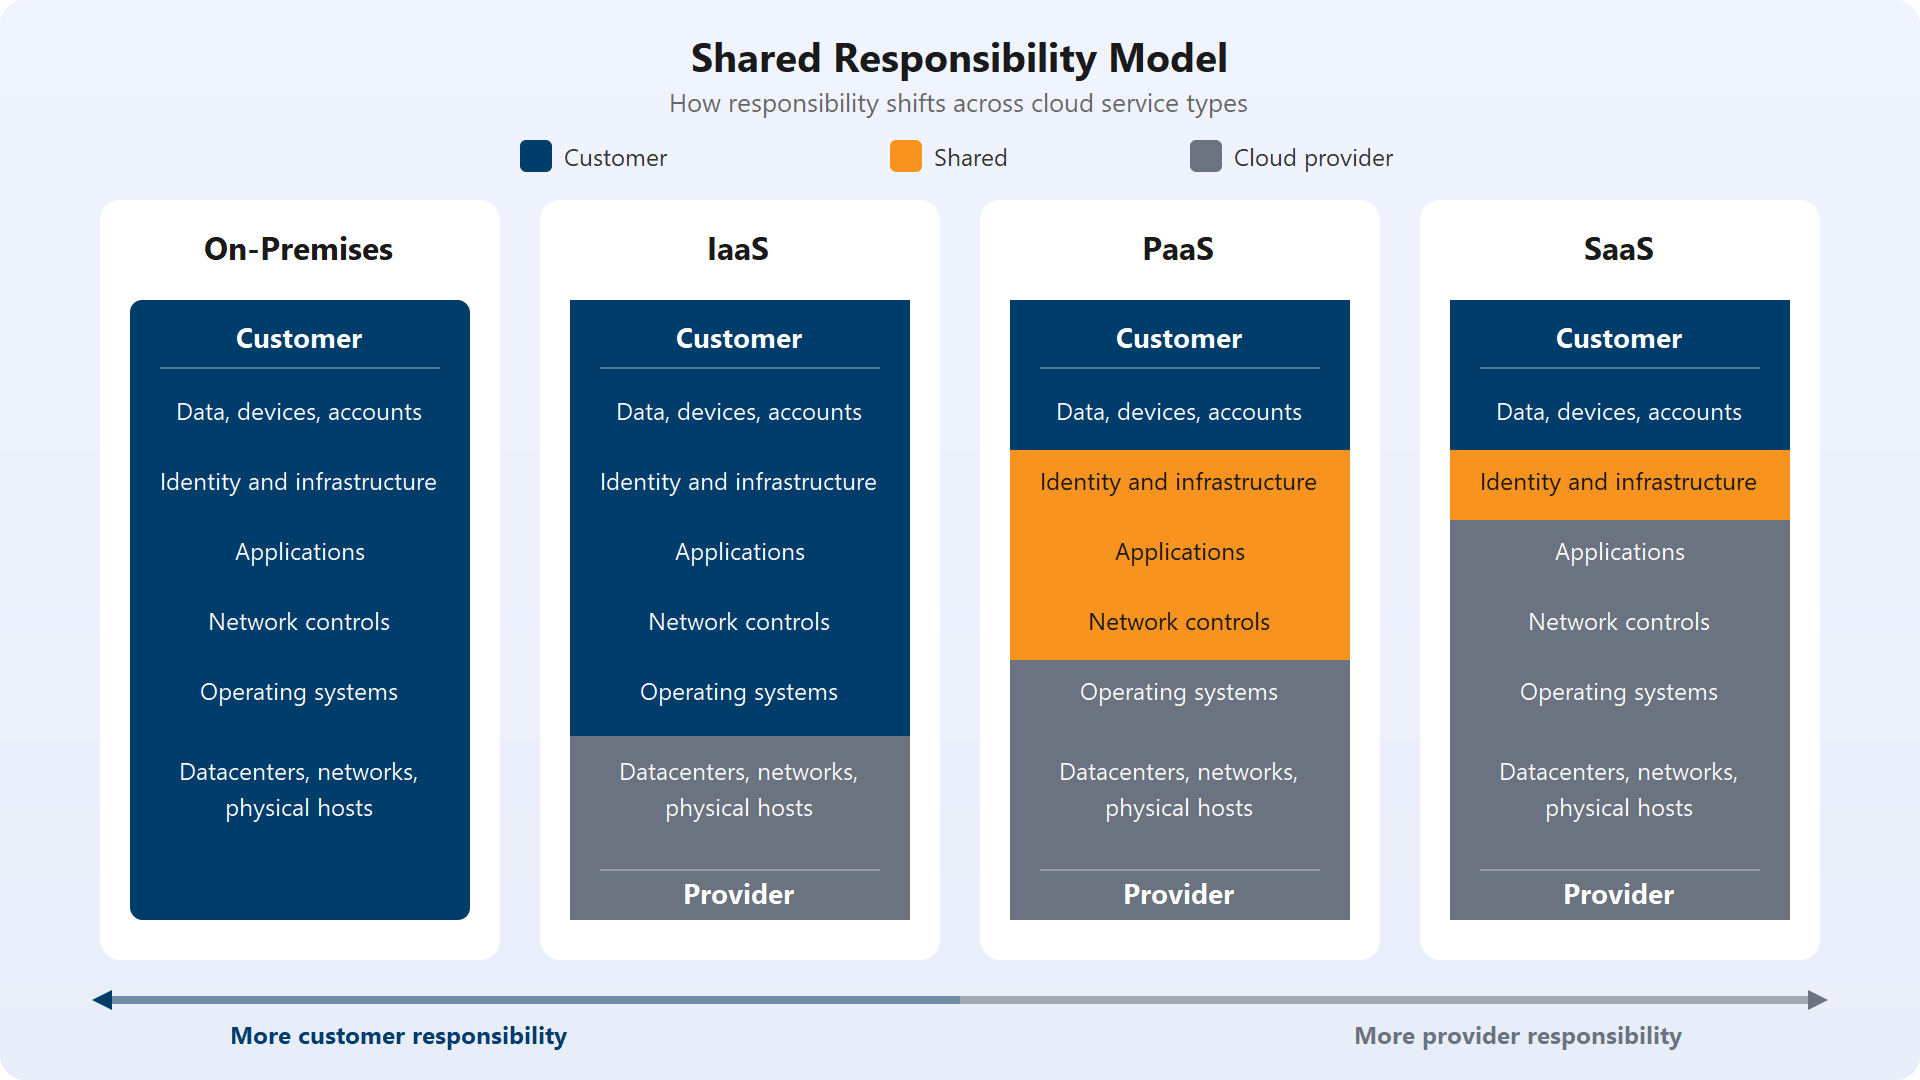 Shared Responsibility Model
How responsibility shifts across cloud service types
Customer
Shared
Cloud provider
On-Premises
Customer
Data, devices, accounts
Identity and infrastructure
Applications
Network controls
Operating systems
Datacenters, networks,
physical hosts
IaaS
Customer
Data, devices, accounts
Identity and infrastructure
Applications
Network controls
Operating systems
Datacenters, networks,
physical hosts
Provider
PaaS
Customer
Data, devices, accounts
Identity and infrastructure
Applications
Network controls
Operating systems
Datacenters, networks,
physical hosts
Provider
SaaS
Customer
Data, devices, accounts
Identity and infrastructure
Applications
Network controls
Operating systems
Datacenters, networks,
physical hosts
Provider
More customer responsibility
More provider responsibility